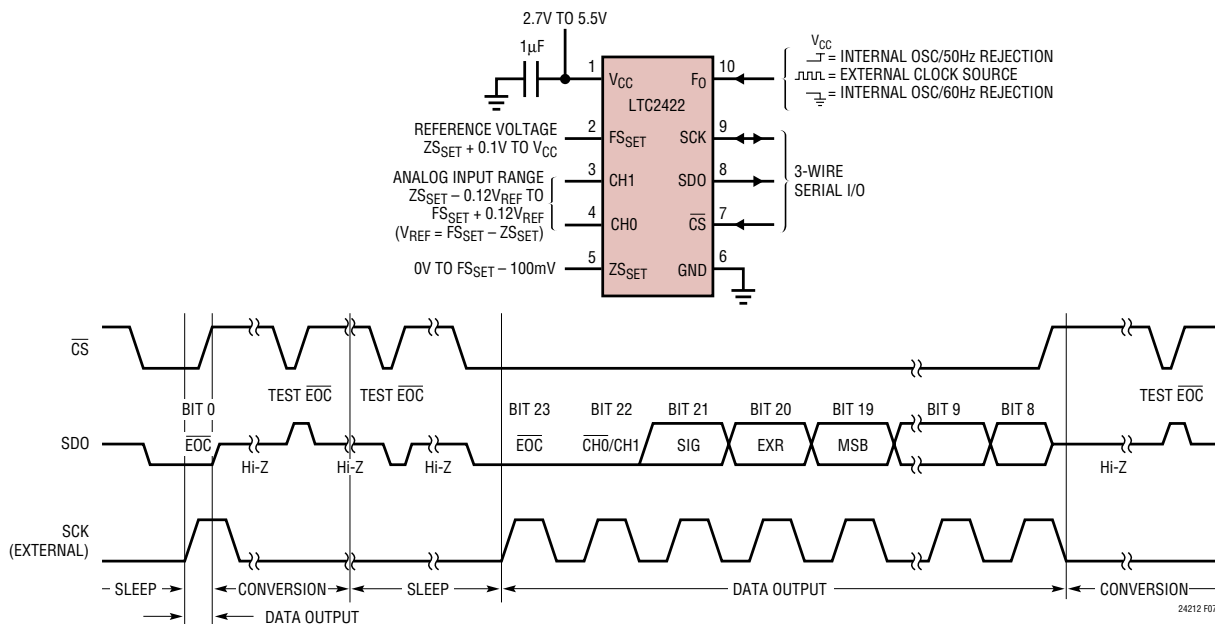 2.7V TO 5.5V
1µF
1
VCC
LTC2422
FO
10
VCC
= INTERNAL OSC/50Hz REJECTION
= EXTERNAL CLOCK SOURCE
= INTERNAL OSC/60Hz REJECTION
REFERENCE VOLTAGE
ZSSET + 0.1V TO VCC
2
FSSET
SCK
9
ANALOG INPUT RANGE
ZSSET – 0.12VREF TO
FSSET + 0.12VREF
(VREF = FSSET – ZSSET)
3
CH1
SDO
8
3-WIRE
SERIAL I/O
4
CH0
CS
7
0V TO FSSET – 100mV
5
ZSSET
GND
6
CS
TEST EOC
TEST EOC
TEST EOC
BIT 0
BIT 23
BIT 22
BIT 21
BIT 20
BIT 19
BIT 9
BIT 8
SDO
EOC
EOC
CH0/CH1
SIG
EXR
MSB
Hi-Z
Hi-Z
Hi-Z
Hi-Z
SCK
(EXTERNAL)
SLEEP
CONVERSION
SLEEP
DATA OUTPUT
CONVERSION
DATA OUTPUT
24212 F07